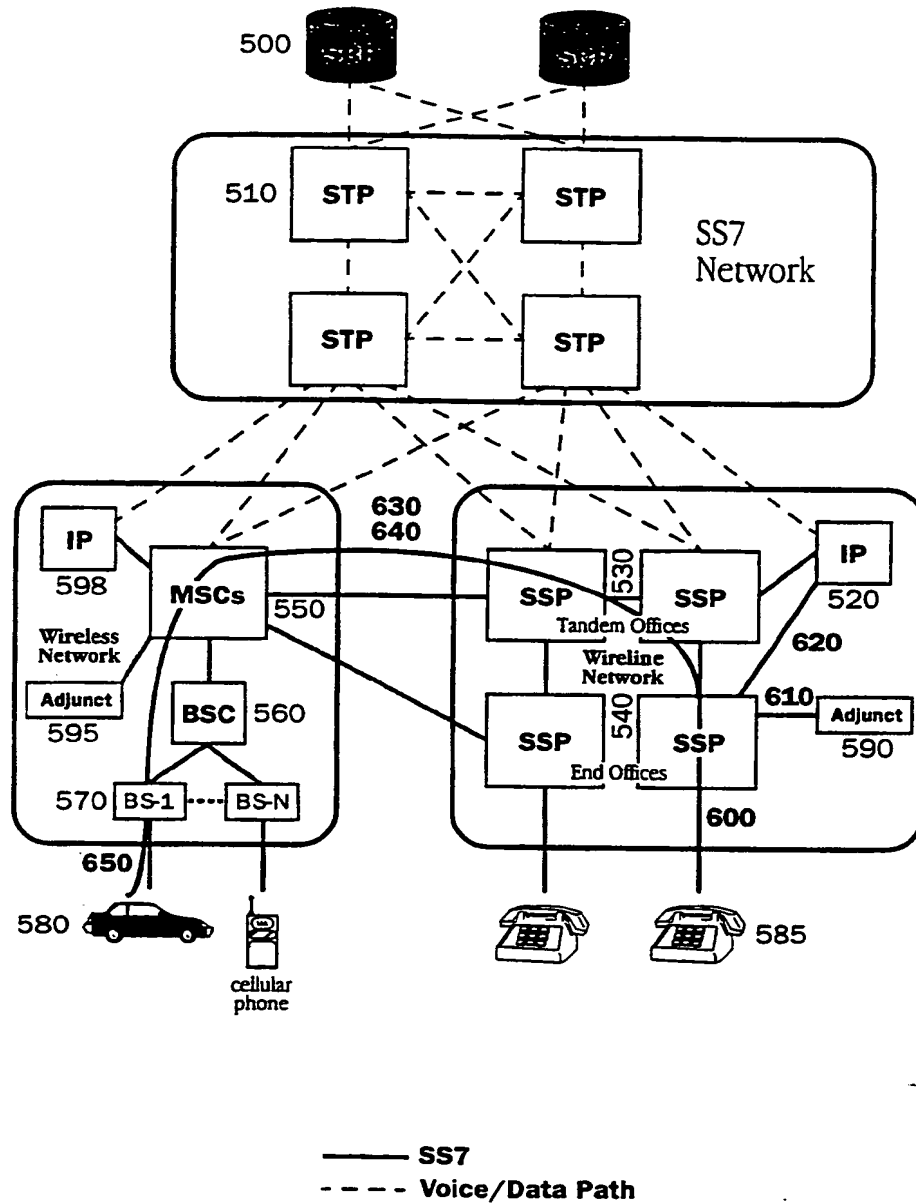 500
510
STP
STP
SS7
Network
STP
STP
630
640
IP
598
MSCs
550
SSP
530
SSP
IP
520
Tandem Offices
Wireless
Network
Wireline
Network
620
Adjunct
595
BSC
560
SSP
540
SSP
610
Adjunct
590
End Offices
570
BS-1
BS-N
600
650
580
585
cellular
phone
SS7
Voice/Data Path